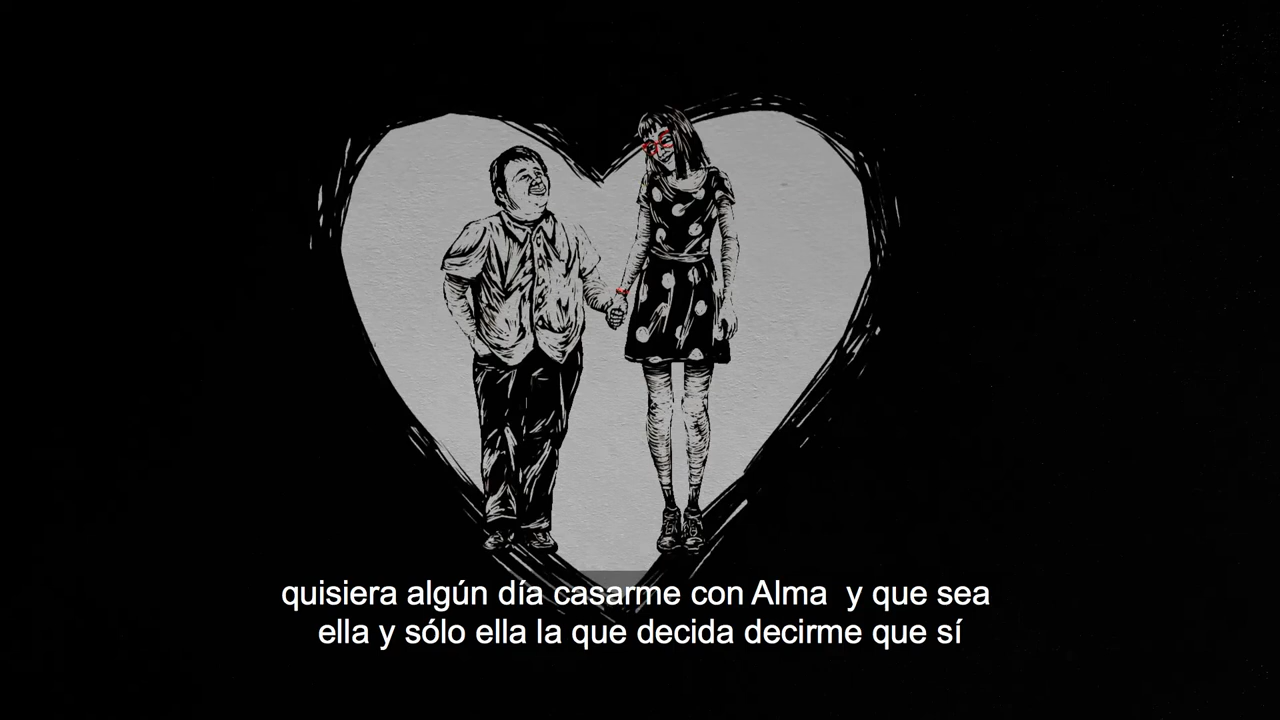 quisiera algún día casarme con Alma  y que sea
ella y sólo ella la que decida decirme que sí